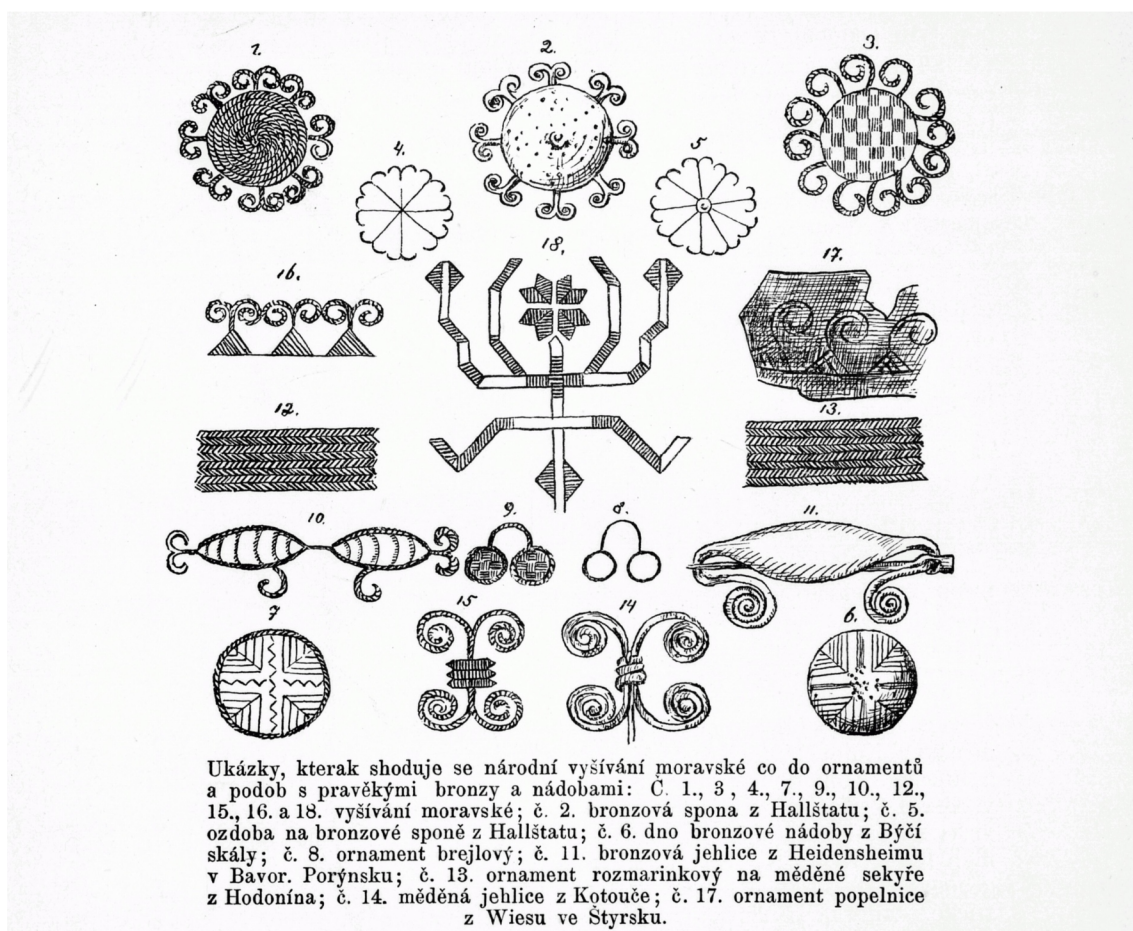 1.
2.
3.
4.
5
16.
18.
17.
12.
13.
10.
9.
8.
11.
7
15
14
6.
Ukázky, kterak shoduje se národní vyšívání moravské co do ornamentů
a podob s pravěkými bronzy a nádobami: Č. 1., 3 , 4., 7., 9., 10., 12.,
15., 16. a 18. vyšívání moravské; č. 2. bronzová spona z Hallštatu; č. 5.
ozdoba na bronzové sponě z Hallštatu; č. 6. dno bronzové nádoby z Býčí
skály; č. 8. ornament brejlový; č. 11. bronzová jehlice z Heidensheimu
v Bavor. Porýnsku; č. 13. ornament rozmarinkový na měděné sekyře
z Hodonína; č. 14. měděná jehlice z Kotouče; č. 17. ornament popelnice
z Wiesu ve Štyrsku.